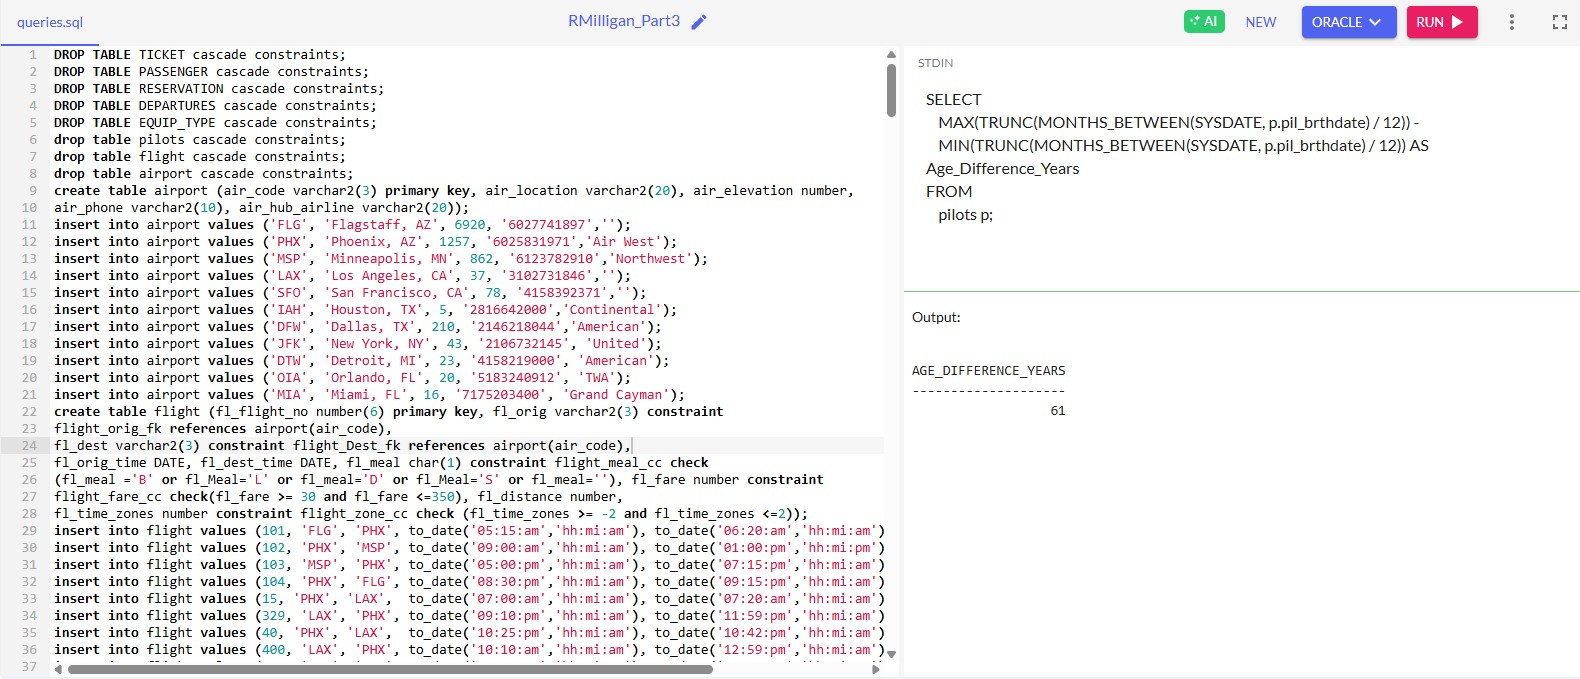 queries.sql
RMilligan_Part3
AI
NEW
ORACLE
RUN
1 DROP TABLE TICKET cascade constraints;
2 DROP TABLE PASSENGER cascade constraints;
3 DROP TABLE RESERVATION cascade constraints;
4 DROP TABLE DEPARTURES cascade constraints;
5 DROP TABLE EQUIP_TYPE cascade constraints;
6 drop table pilots cascade constraints;
7 drop table flight cascade constraints;
8 drop table airport cascade constraints;
9 create table airport (air_code varchar2(3) primary key, air_location varchar2(20), air_elevation number,
10 air_phone varchar2(10), air_hub_airline varchar2(20));
11 insert into airport values ('FLG', 'Flagstaff, AZ', 6920, '6027741897','');
12 insert into airport values ('PHX', 'Phoenix, AZ', 1257, '6025831971','Air West');
13 insert into airport values ('MSP', 'Minneapolis, MN', 862, '6123782910','Northwest');
14 insert into airport values ('LAX', 'Los Angeles, CA', 37, '3102731846','');
15 insert into airport values ('SFO', 'San Francisco, CA', 78, '4158392371','');
16 insert into airport values ('IAH', 'Houston, TX', 5, '2816642000','Continental');
17 insert into airport values ('DFW', 'Dallas, TX', 210, '2146218044','American');
18 insert into airport values ('JFK', 'New York, NY', 43, '2106732145', 'United');
19 insert into airport values ('DTW', 'Detroit, MI', 23, '4158219000', 'American');
20 insert into airport values ('OIA', 'Orlando, FL', 20, '5183240912', 'TWA');
21 insert into airport values ('MIA', 'Miami, FL', 16, '7175203400', 'Grand Cayman');
22 create table flight (fl_flight_no number(6) primary key, fl_orig varchar2(3) constraint
23 flight_orig_fk references airport(air_code),
24 fl_dest varchar2(3) constraint flight_Dest_fk references airport(air_code),
25 fl_orig_time DATE, fl_dest_time DATE, fl_meal char(1) constraint flight_meal_cc check
26 (fl_meal ='B' or fl_Meal='L' or fl_meal='D' or fl_Meal='S' or fl_meal=''), fl_fare number constraint
27 flight_fare_cc check(fl_fare >= 30 and fl_fare <=350), fl_distance number,
28 fl_time_zones number constraint flight_zone_cc check (fl_time_zones >= -2 and fl_time_zones <=2));
29 insert into flight values (101, 'FLG', 'PHX', to_date('05:15:am','hh:mi:am'), to_date('06:20:am','hh:mi:am')
30 insert into flight values (102, 'PHX', 'MSP', to_date('09:00:am','hh:mi:am'), to_date('01:00:pm','hh:mi:pm')
31 insert into flight values (103, 'MSP', 'PHX', to_date('05:00:pm','hh:mi:am'), to_date('07:15:pm','hh:mi:am')
32 insert into flight values (104, 'PHX', 'FLG', to_date('08:30:pm','hh:mi:am'), to_date('09:15:pm','hh:mi:am')
33 insert into flight values (15, 'PHX', 'LAX', to_date('07:00:am','hh:mi:am'), to_date('07:20:am','hh:mi:am')
34 insert into flight values (329, 'LAX', 'PHX', to_date('09:10:pm','hh:mi:am'), to_date('11:59:pm','hh:mi:am')
35 insert into flight values (40, 'PHX', 'LAX', to_date('10:25:pm','hh:mi:am'), to_date('10:42:pm','hh:mi:am')
36 insert into flight values (400, 'LAX', 'PHX', to_date('10:10:am','hh:mi:am'), to_date('12:59:pm','hh:mi:am')
37
STDIN
SELECT
MAX(TRUNC(MONTHS_BETWEEN(SYSDATE, p.pil_brthdate) / 12)) -
MIN(TRUNC(MONTHS_BETWEEN(SYSDATE, p.pil_brthdate) / 12)) AS
Age_Difference_Years
FROM
pilots p;
Output:
AGE_DIFFERENCE_YEARS
--------------------
61